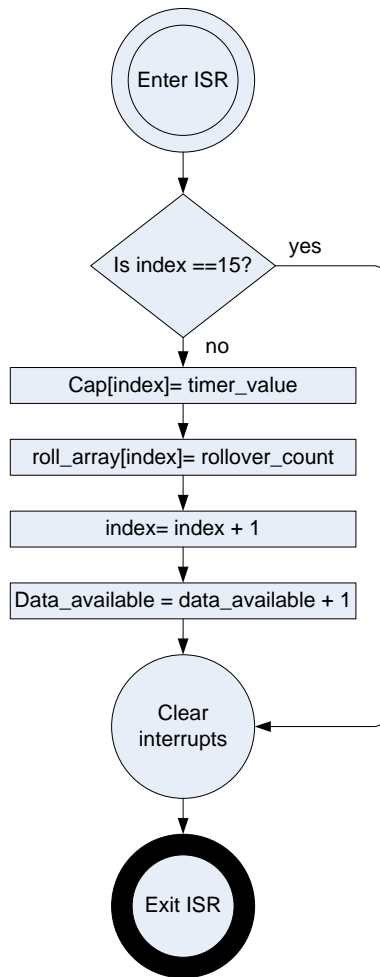 Enter ISR
Is index ==15?
yes
no
Cap[index]= timer_value
roll_array[index]= rollover_count
index= index + 1
Data_available = data_available + 1
Clear
interrupts
Exit ISR